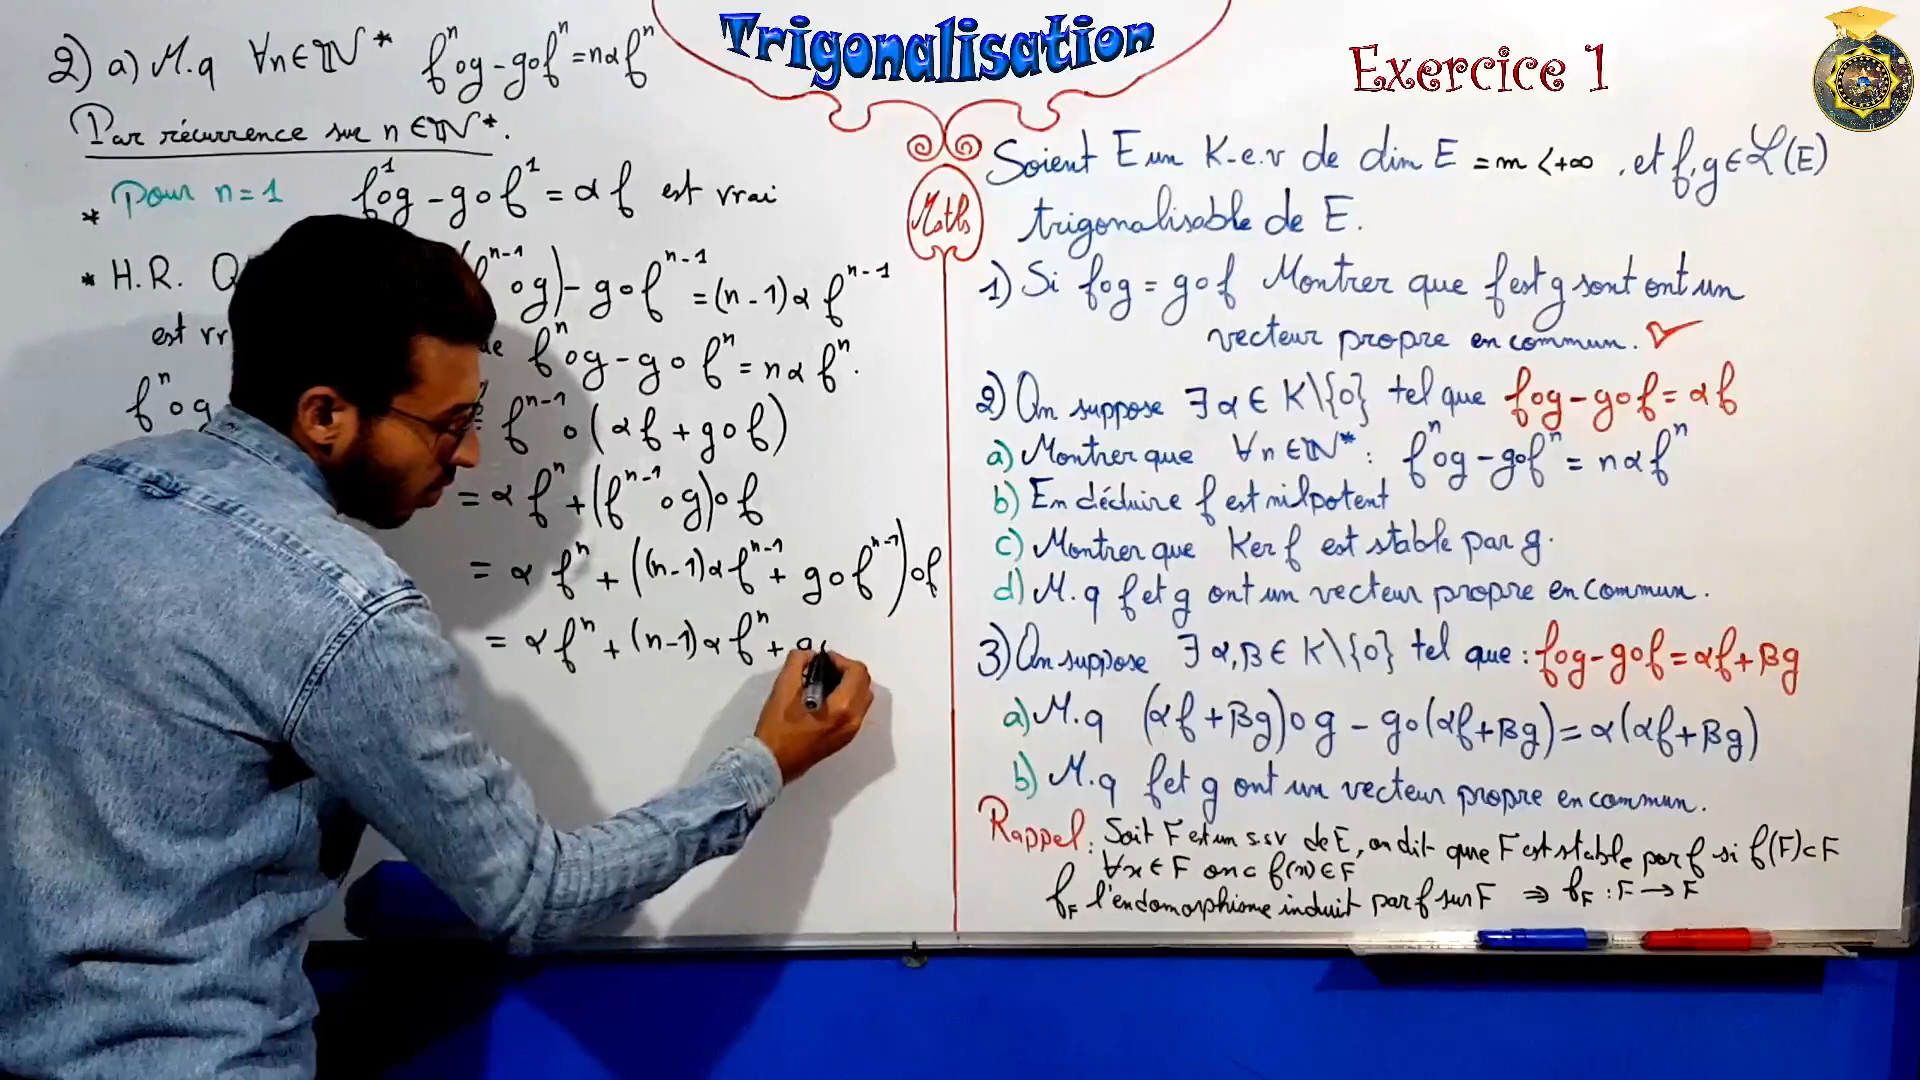 Trigonalisation
Exercice 1
Maths
2) a) M.q ∀n∈ℕ* fⁿog-gofⁿ=nαfⁿ
Par récurrence sur n∈ℕ*.
* Pour n=1 f¹og-gof¹=αf est vrai
* H.R. og)-gofⁿ⁻¹=(n-1)αfⁿ⁻¹
est fⁿog-gofⁿ=nαfⁿ.
fⁿog = fⁿ⁻¹o(αf+gof)
=αfⁿ+(fⁿ⁻¹og)of
=αfⁿ+((n-1)αfⁿ⁻¹+gofⁿ⁻¹)of
=αfⁿ+(n-1)αfⁿ+g
Soient E un K-e.v de dim E=m<+∞, et f,g∈ℒ(E)
trigonalisable de E.
1) Si fog=gof Montrer que f est g sont ont un
vecteur propre en commun. ✓
2) On suppose ∃α∈K\{0} tel que fog-gof=αf
a) Montrer que ∀n∈ℕ*: fⁿog-gofⁿ=nαfⁿ
b) En déduire f est nilpotent
c) Montrer que Ker f est stable par g.
d) M.q f et g ont un vecteur propre en commun.
3) On suppose ∃α,β∈K\{0} tel que: fog-gof=αf+βg
a) M.q (αf+βg)og-go(αf+βg)=α(αf+βg)
b) M.q f et g ont un vecteur propre en commun.
Rappel: Soit F est un s.s.v de E, on dit que F est stable par f si f(F)⊂F
∀x∈F on a f(x)∈F
f_F l'endomorphisme induit par f sur F ⇒ f_F: F→F